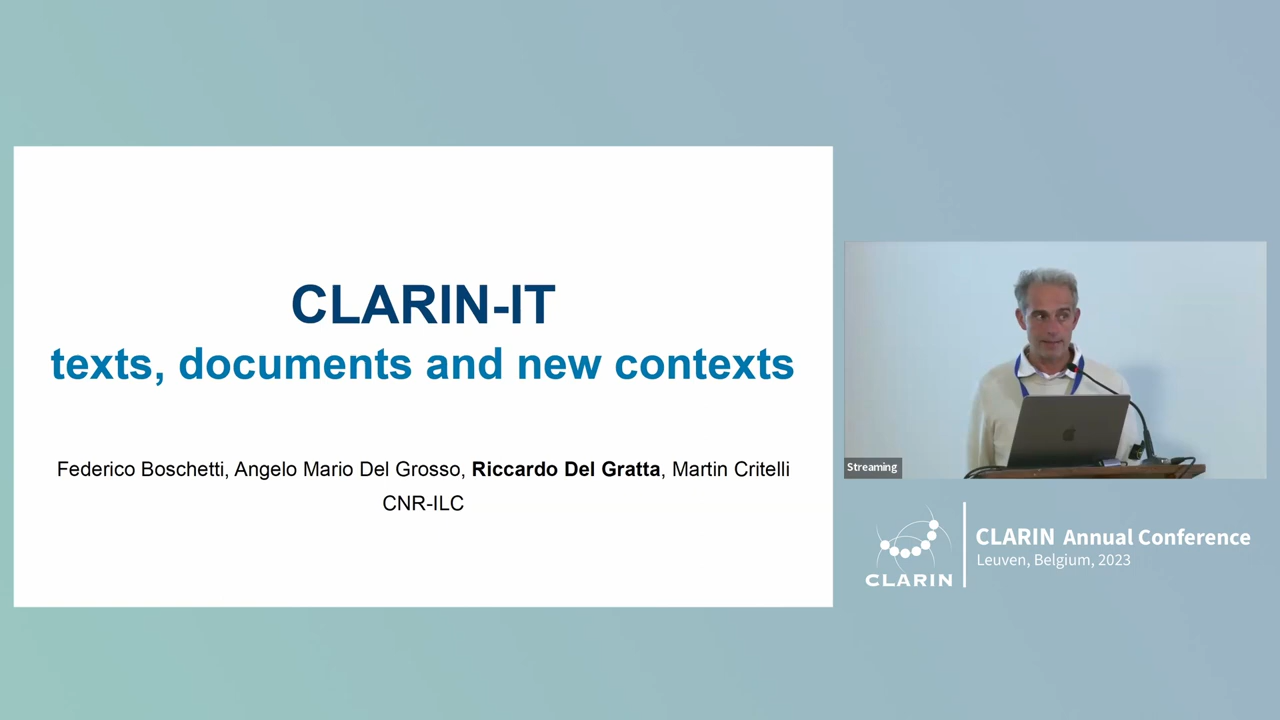 CLARIN-IT
texts, documents and new contexts
Federico Boschetti, Angelo Mario Del Grosso, Riccardo Del Gratta, Martin Critelli
CNR-ILC
Streaming
CLARIN
CLARIN Annual Conference
Leuven, Belgium, 2023